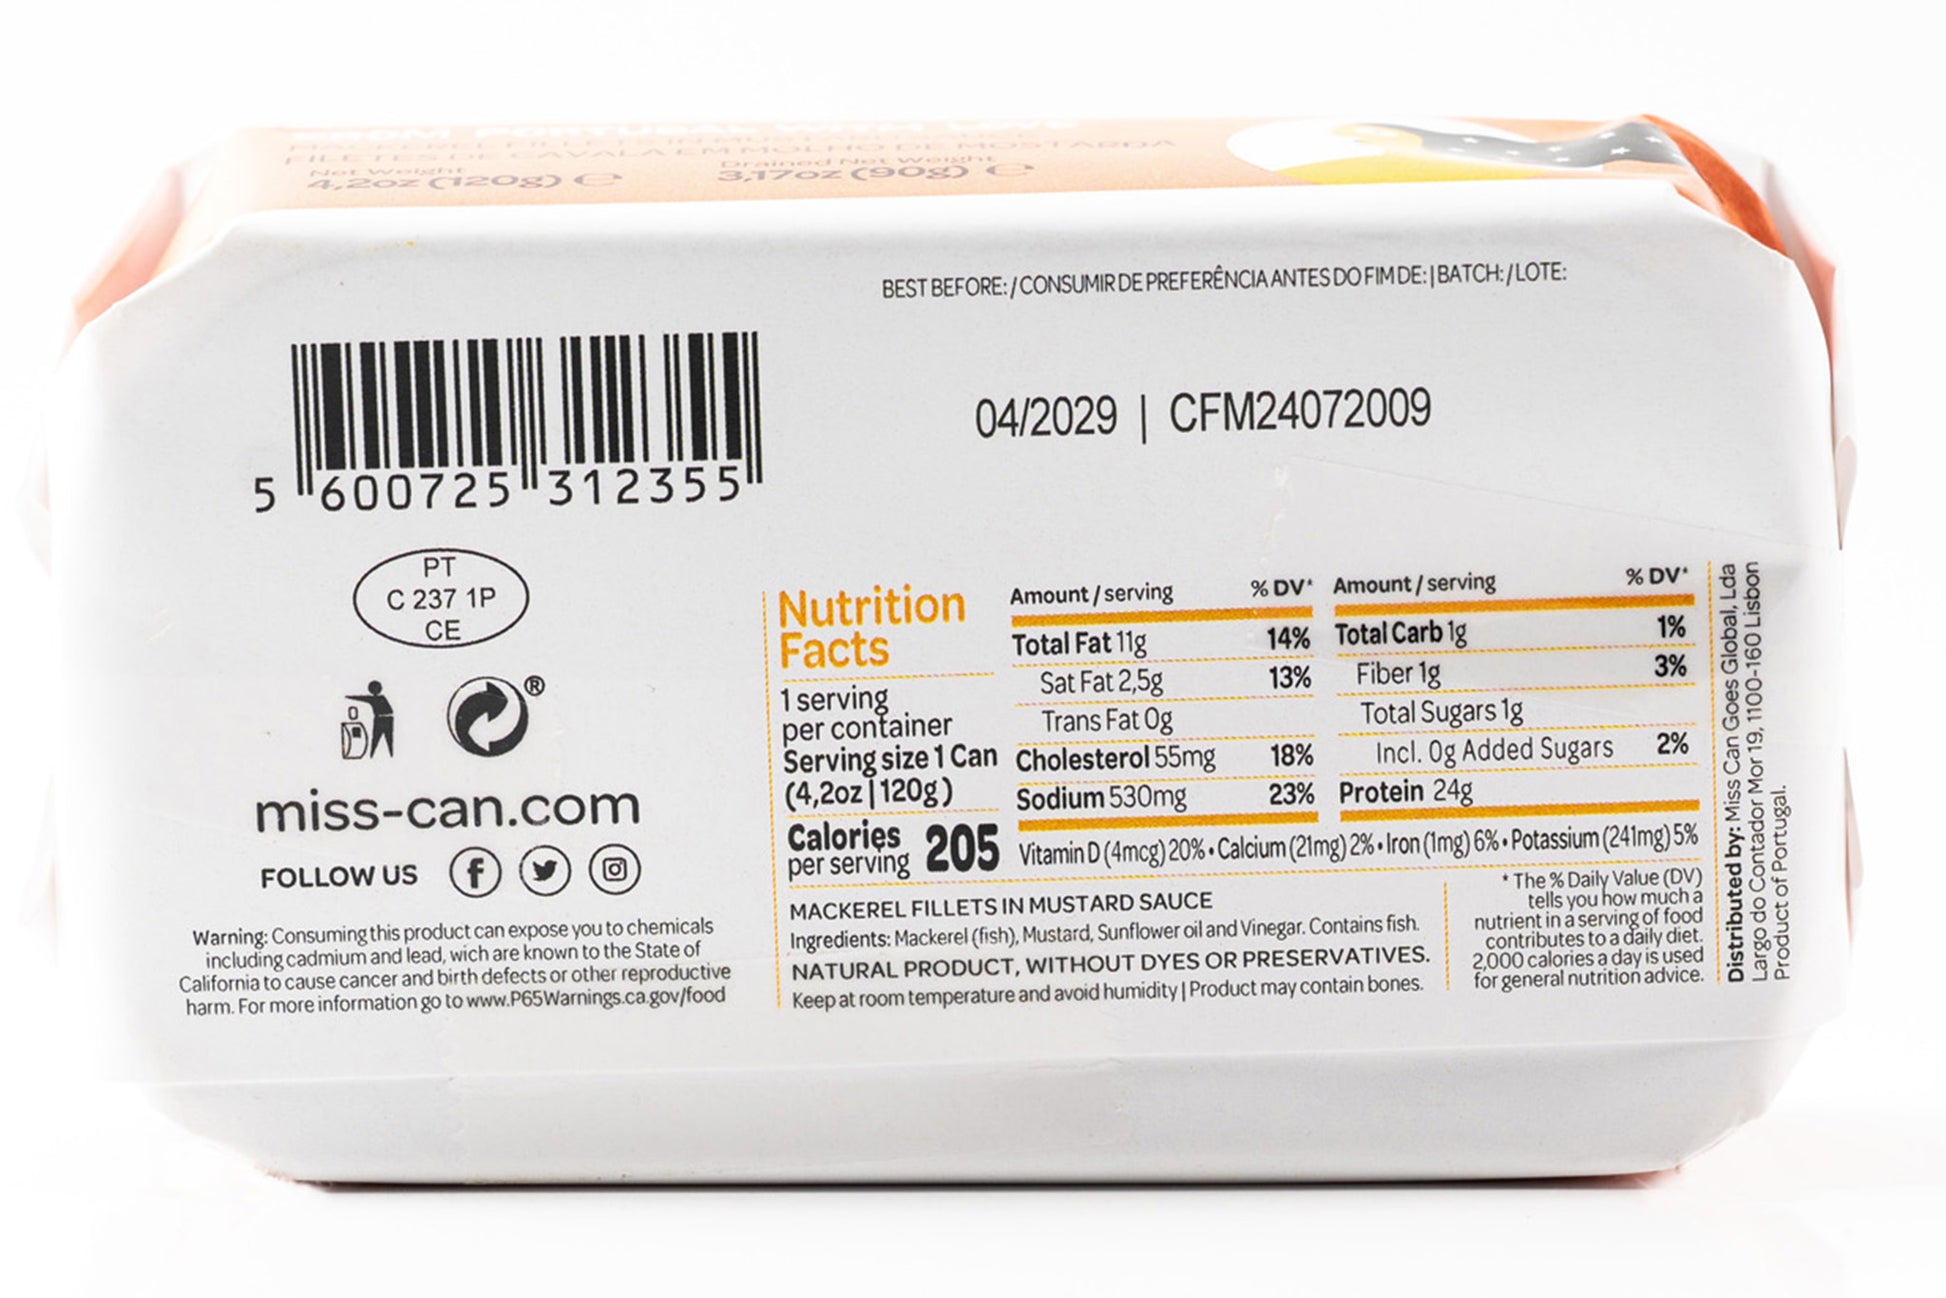 FROM PORTUGAL WITH LOVE
MACKEREL FILLETS IN MUSTARD SAUCE
FILETES DE CAVALA EM MOLHO DE MOSTARDA
Net Weight
4,2oz (120g) ℮
Drained Net Weight
3,17oz (90g) ℮
BEST BEFORE: / CONSUMIR DE PREFERÊNCIA ANTES DO FIM DE: | BATCH: / LOTE:
04/2029 | CFM24072009
5 600725 312355
PT
C 237 1P
CE
®
miss-can.com
FOLLOW US
Warning: Consuming this product can expose you to chemicals
including cadmium and lead, wich are known to the State of
California to cause cancer and birth defects or other reproductive
harm. For more information go to www.P65Warnings.ca.gov/food
Nutrition
Facts
1 serving
per container
Serving size 1 Can
(4,2oz | 120g)
Calories
per serving 205
Amount / serving % DV*
Total Fat 11g 14%
Sat Fat 2,5g 13%
Trans Fat 0g
Cholesterol 55mg 18%
Sodium 530mg 23%
Amount / serving % DV*
Total Carb 1g 1%
Fiber 1g 3%
Total Sugars 1g
Incl. 0g Added Sugars 2%
Protein 24g
Vitamin D (4mcg) 20% • Calcium (21mg) 2% • Iron (1mg) 6% • Potassium (241mg) 5%
MACKEREL FILLETS IN MUSTARD SAUCE
Ingredients: Mackerel (fish), Mustard, Sunflower oil and Vinegar. Contains fish.
NATURAL PRODUCT, WITHOUT DYES OR PRESERVATIVES.
Keep at room temperature and avoid humidity | Product may contain bones.
* The % Daily Value (DV)
tells you how much a
nutrient in a serving of food
contributes to a daily diet.
2,000 calories a day is used
for general nutrition advice.
Distributed by: Miss Can Goes Global, Lda
Largo do Contador Mor 19, 1100-160 Lisbon
Product of Portugal.